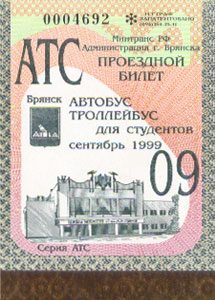 0004692
Минтранс РФ
Администрация г. Брянска
АТС ПРОЕЗДНОЙ
БИЛЕТ
Брянск
АВТОБУС
ТРОЛЛЕЙБУС
для студентов
сентябрь 1999
09
Серия АТС